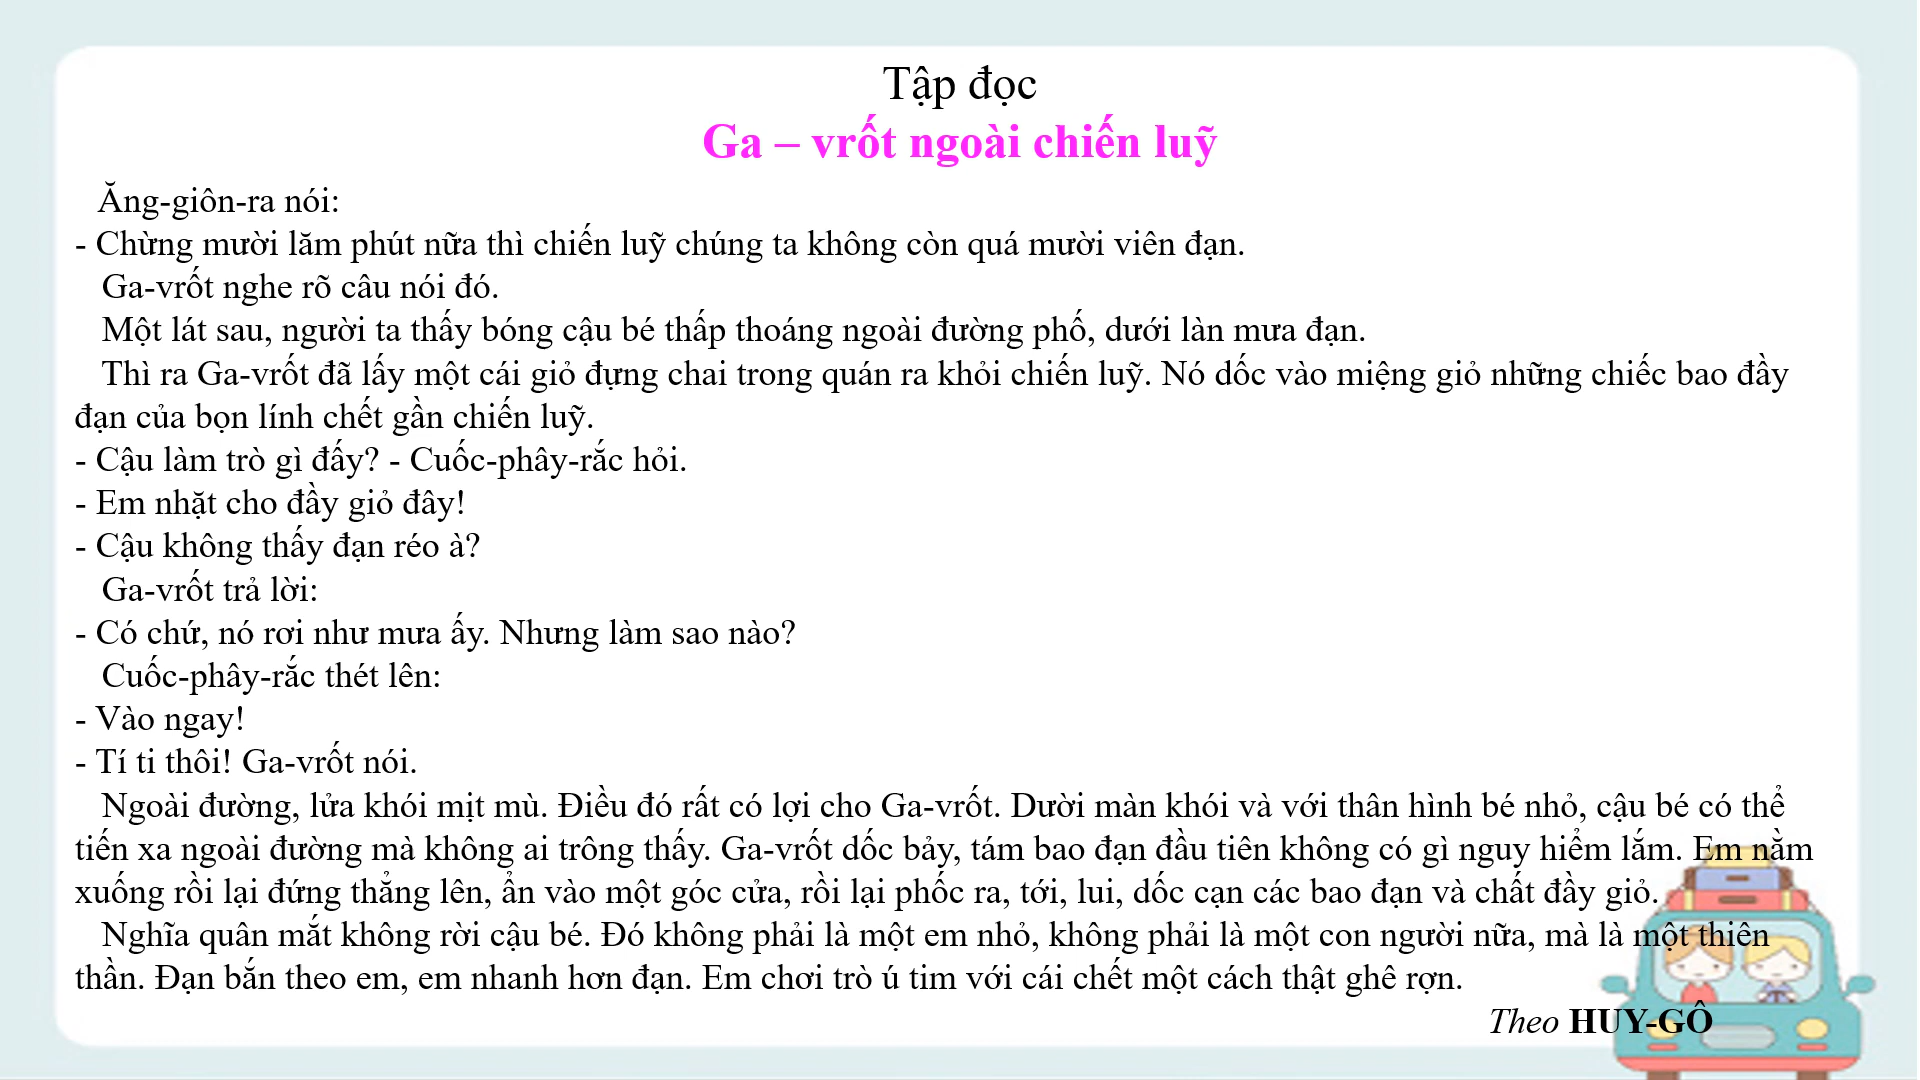 Tập đọc
Ga – vrốt ngoài chiến luỹ
Ăng-giôn-ra nói:
- Chừng mười lăm phút nữa thì chiến luỹ chúng ta không còn quá mười viên đạn.
Ga-vrốt nghe rõ câu nói đó.
Một lát sau, người ta thấy bóng cậu bé thấp thoáng ngoài đường phố, dưới làn mưa đạn.
Thì ra Ga-vrốt đã lấy một cái giỏ đựng chai trong quán ra khỏi chiến luỹ. Nó dốc vào miệng giỏ những chiếc bao đầy
đạn của bọn lính chết gần chiến luỹ.
- Cậu làm trò gì đấy? - Cuốc-phây-rắc hỏi.
- Em nhặt cho đầy giỏ đây!
- Cậu không thấy đạn réo à?
Ga-vrốt trả lời:
- Có chứ, nó rơi như mưa ấy. Nhưng làm sao nào?
Cuốc-phây-rắc thét lên:
- Vào ngay!
- Tí ti thôi! Ga-vrốt nói.
Ngoài đường, lửa khói mịt mù. Điều đó rất có lợi cho Ga-vrốt. Dười màn khói và với thân hình bé nhỏ, cậu bé có thể
tiến xa ngoài đường mà không ai trông thấy. Ga-vrốt dốc bảy, tám bao đạn đầu tiên không có gì nguy hiểm lắm. Em nằm
xuống rồi lại đứng thẳng lên, ẩn vào một góc cửa, rồi lại phốc ra, tới, lui, dốc cạn các bao đạn và chất đầy giỏ.
Nghĩa quân mắt không rời cậu bé. Đó không phải là một em nhỏ, không phải là một con người nữa, mà là một thiên
thần. Đạn bắn theo em, em nhanh hơn đạn. Em chơi trò ú tim với cái chết một cách thật ghê rợn.
Theo HUY-GÔ